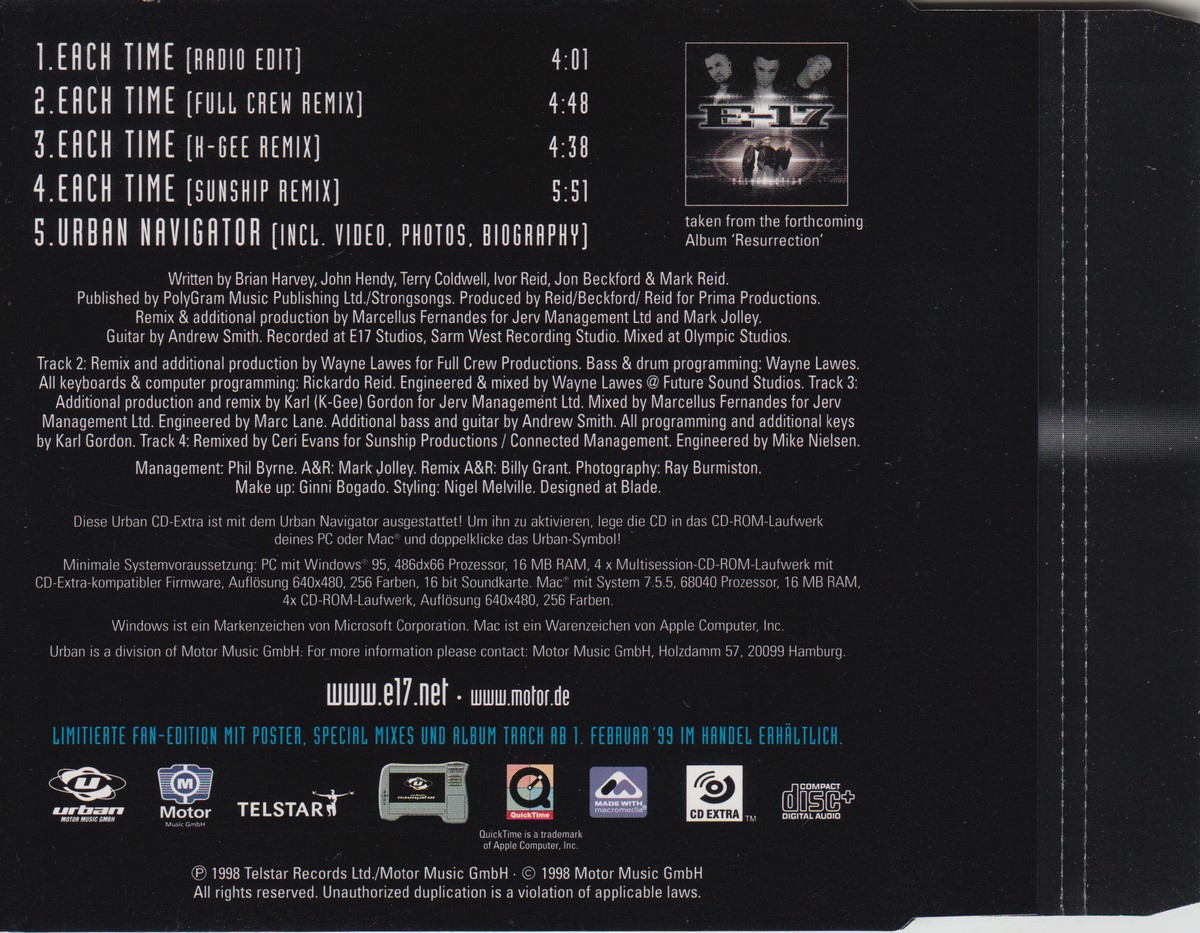 1.EACH TIME [RADIO EDIT] 4:01
2.EACH TIME [FULL CREW REMIX] 4:48
3.EACH TIME [K-GEE REMIX] 4:38
4.EACH TIME [SUNSHIP REMIX] 5:51
5.URBAN NAVIGATOR [INCL. VIDEO, PHOTOS, BIOGRAPHY]
E-17
RESURRECTION
taken from the forthcoming
Album ‘Resurrection’
Written by Brian Harvey, John Hendy, Terry Coldwell, Ivor Reid, Jon Beckford & Mark Reid.
Published by PolyGram Music Publishing Ltd./Strongsongs. Produced by Reid/Beckford/ Reid for Prima Productions.
Remix & additional production by Marcellus Fernandes for Jerv Management Ltd and Mark Jolley.
Guitar by Andrew Smith. Recorded at E17 Studios, Sarm West Recording Studio. Mixed at Olympic Studios.
Track 2: Remix and additional production by Wayne Lawes for Full Crew Productions. Bass & drum programming: Wayne Lawes.
All keyboards & computer programming: Rickardo Reid. Engineered & mixed by Wayne Lawes @ Future Sound Studios. Track 3:
Additional production and remix by Karl (K-Gee) Gordon for Jerv Management Ltd. Mixed by Marcellus Fernandes for Jerv
Management Ltd. Engineered by Marc Lane. Additional bass and guitar by Andrew Smith. All programming and additional keys
by Karl Gordon. Track 4: Remixed by Ceri Evans for Sunship Productions / Connected Management. Engineered by Mike Nielsen.
Management: Phil Byrne. A&R: Mark Jolley. Remix A&R: Billy Grant. Photography: Ray Burmiston.
Make up: Ginni Bogado. Styling: Nigel Melville. Designed at Blade.
Diese Urban CD-Extra ist mit dem Urban Navigator ausgestattet! Um ihn zu aktivieren, lege die CD in das CD-ROM-Laufwerk
deines PC oder Mac® und doppelklicke das Urban-Symbol!
Minimale Systemvoraussetzung: PC mit Windows® 95, 486dx66 Prozessor, 16 MB RAM, 4 x Multisession-CD-ROM-Laufwerk mit
CD-Extra-kompatibler Firmware, Auflösung 640x480, 256 Farben, 16 bit Soundkarte. Mac® mit System 7.5.5, 68040 Prozessor, 16 MB RAM,
4x CD-ROM-Laufwerk, Auflösung 640x480, 256 Farben.
Windows ist ein Markenzeichen von Microsoft Corporation. Mac ist ein Warenzeichen von Apple Computer, Inc.
Urban is a division of Motor Music GmbH. For more information please contact: Motor Music GmbH, Holzdamm 57, 20099 Hamburg.
www.e17.net · www.motor.de
LIMITIERTE FAN-EDITION MIT POSTER, SPECIAL MIXES UND ALBUM TRACK AB 1. FEBRUAR '99 IM HANDEL ERHÄLTLICH.
urban
MOTOR MUSIC GMBH
M
Motor
Music GmbH
TELSTAR
urban
navigator
QuickTime
QuickTime is a trademark
of Apple Computer, Inc.
MADE WITH
macromedia®
CD EXTRA TM
COMPACT
disc+
DIGITAL AUDIO
℗ 1998 Telstar Records Ltd./Motor Music GmbH · © 1998 Motor Music GmbH
All rights reserved. Unauthorized duplication is a violation of applicable laws.